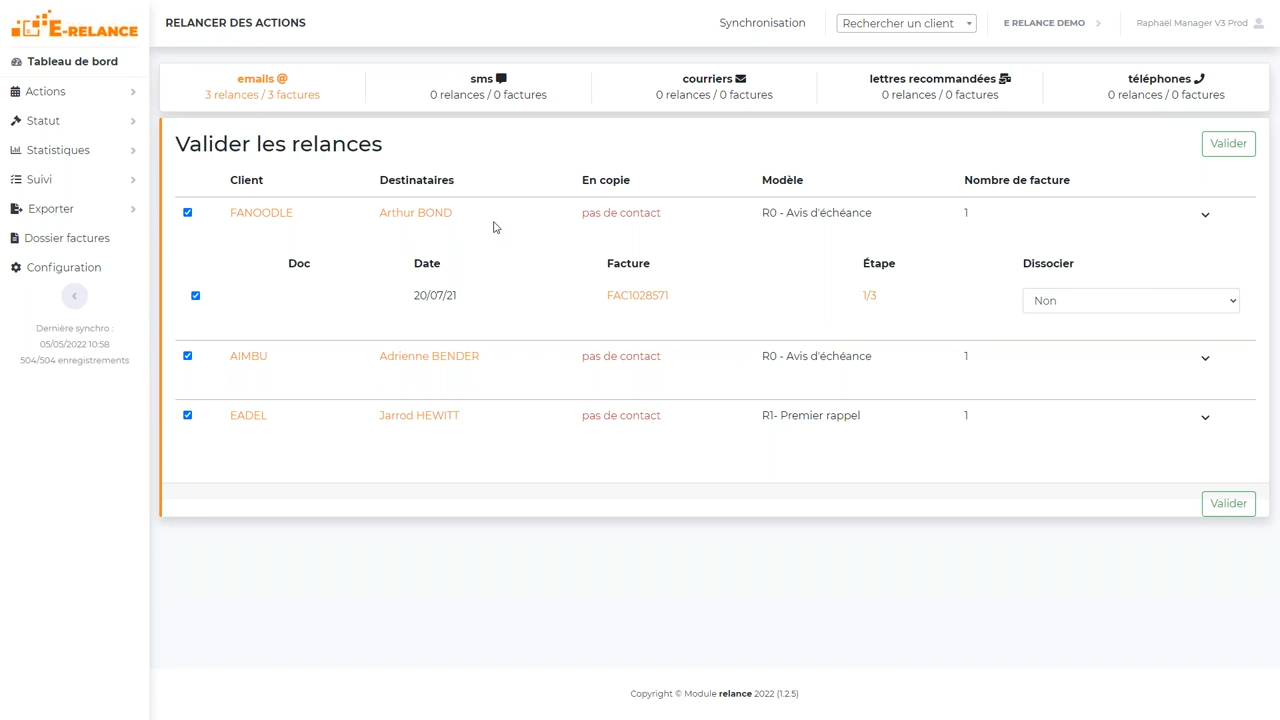 E-RELANCE
RELANCER DES ACTIONS
Synchronisation
Rechercher un client
E RELANCE DEMO
Raphaël Manager V3 Prod
Tableau de bord
Actions
Statut
Statistiques
Suivi
Exporter
Dossier factures
Configuration
Dernière synchro :
05/05/2022 10:58
504/504 enregistrements
emails
3 relances / 3 factures
sms
0 relances / 0 factures
courriers
0 relances / 0 factures
lettres recommandées
0 relances / 0 factures
téléphones
0 relances / 0 factures
Valider les relances
Valider
Client Destinataires En copie Modèle Nombre de facture
FANOODLE Arthur BOND pas de contact R0 - Avis d'échéance 1
Doc Date Facture Étape Dissocier
20/07/21 FAC1028571 1/3 Non
AIMBU Adrienne BENDER pas de contact R0 - Avis d'échéance 1
EADEL Jarrod HEWITT pas de contact R1- Premier rappel 1
Valider
Copyright © Module relance 2022 (1.2.5)